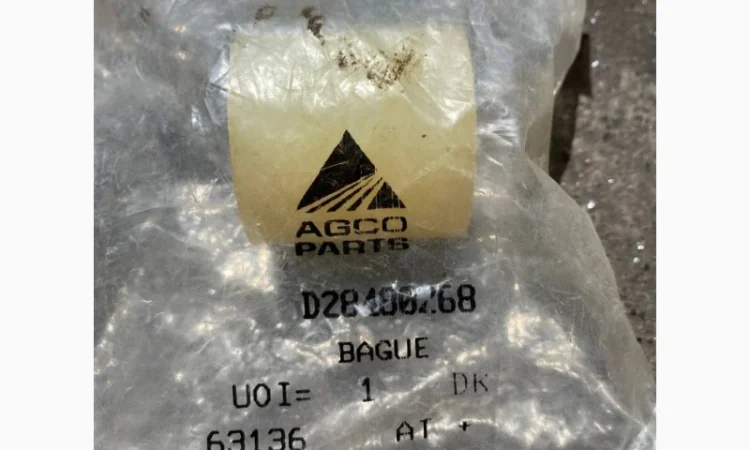 AGCO
PARTS
D28480268
BAGUE
UOI= 1 DK
63136 AT +